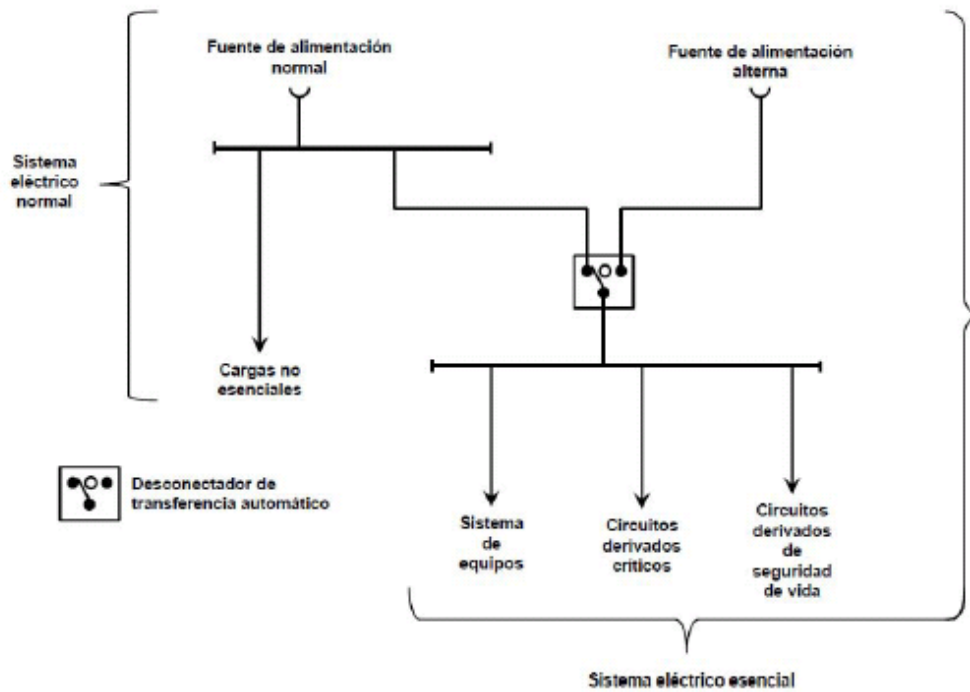 Fuente de alimentación
normal
Fuente de alimentación
alterna
Sistema
eléctrico
normal
Cargas no
esenciales
Desconectador de
transferencia automático
Sistema
de
equipos
Circuitos
derivados
críticos
Circuitos
derivados
de
seguridad
de vida
Sistema eléctrico esencial